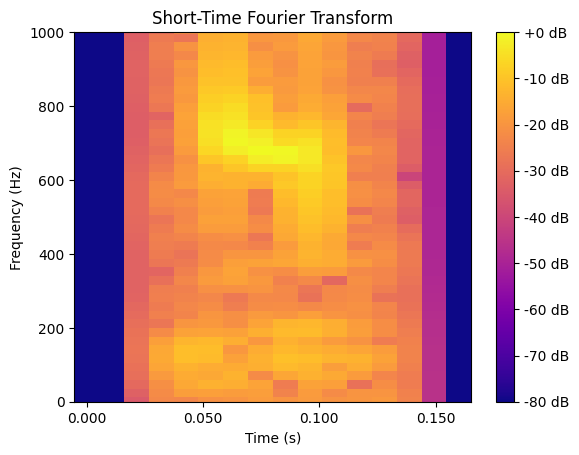 Short-Time Fourier Transform
1000
800
600
400
200
0
Frequency (Hz)
0.000
0.050
0.100
0.150
Time (s)
+0 dB
-10 dB
-20 dB
-30 dB
-40 dB
-50 dB
-60 dB
-70 dB
-80 dB